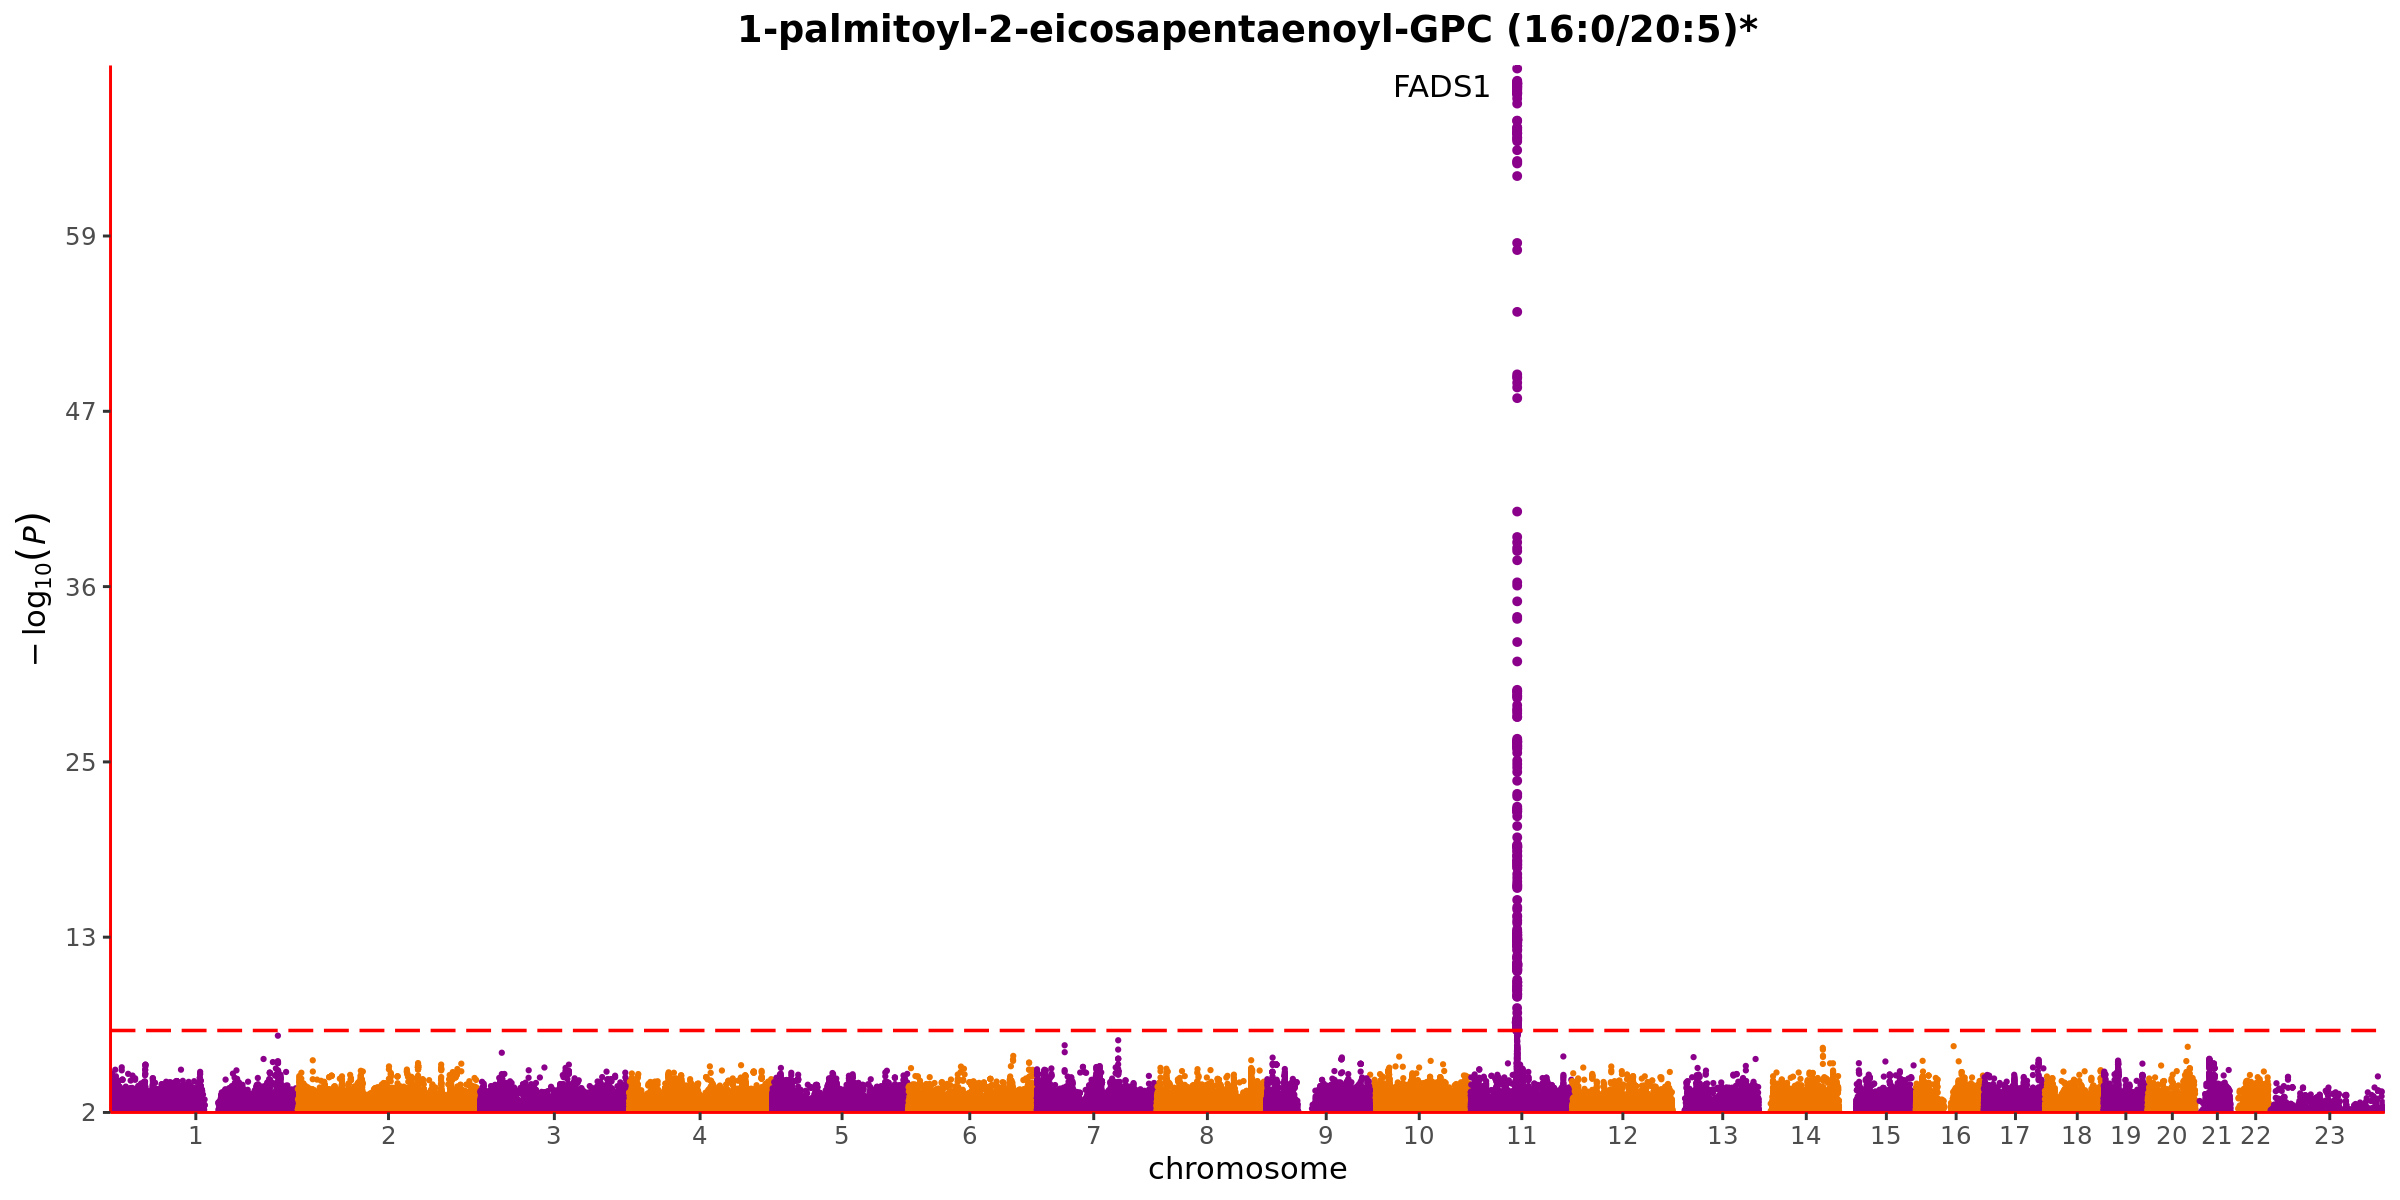 1-palmitoyl-2-eicosapentaenoyl-GPC (16:0/20:5)*
FADS1
59
47
36
25
13
2
− log₁₀(P)
1 2 3 4 5 6 7 8 9 10 11 12 13 14 15 16 17 18 19 20 21 22 23
chromosome